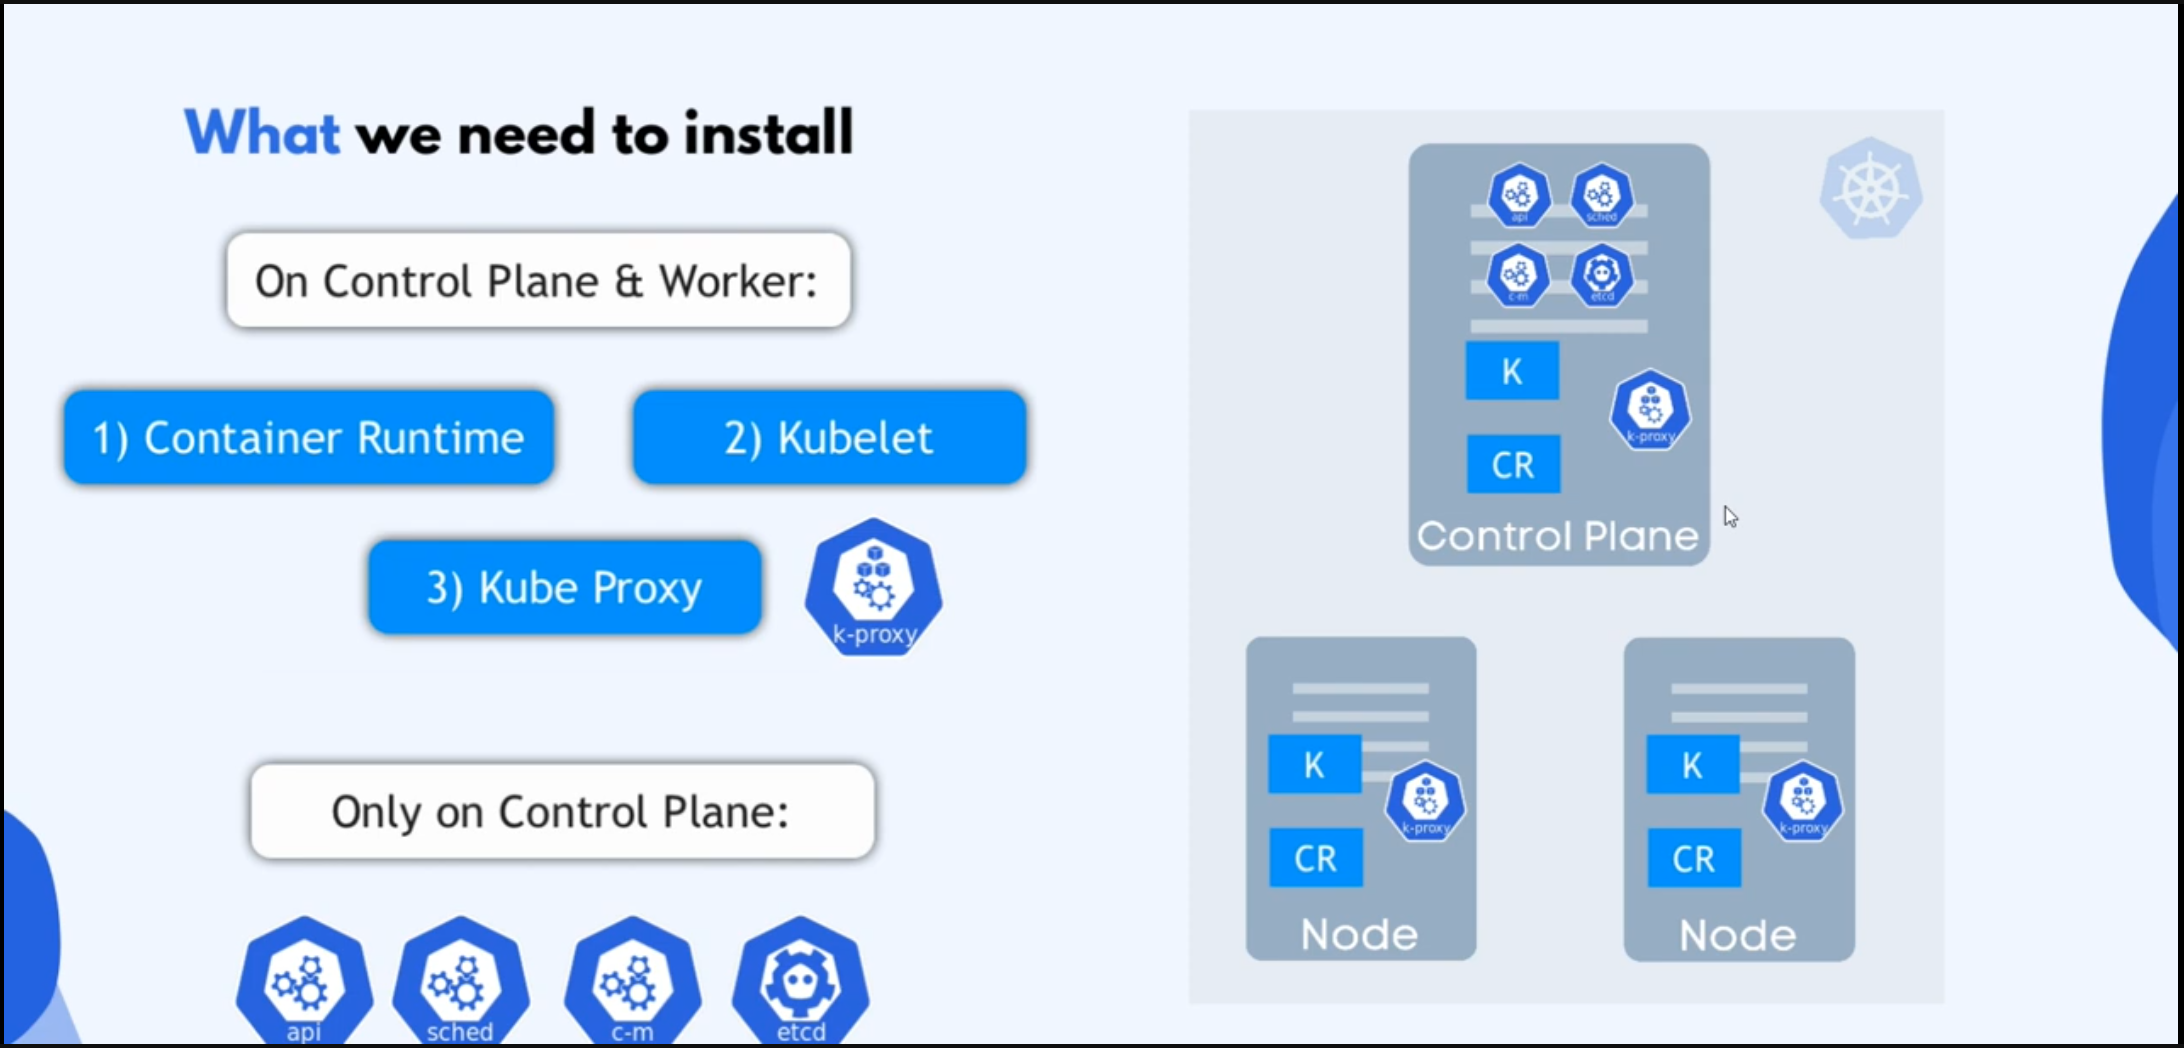 What we need to install
On Control Plane & Worker:
1) Container Runtime
2) Kubelet
3) Kube Proxy
k-proxy
Only on Control Plane:
api
sched
c-m
etcd
api
sched
c-m
etcd
K
k-proxy
CR
Control Plane
K
k-proxy
CR
Node
K
k-proxy
CR
Node